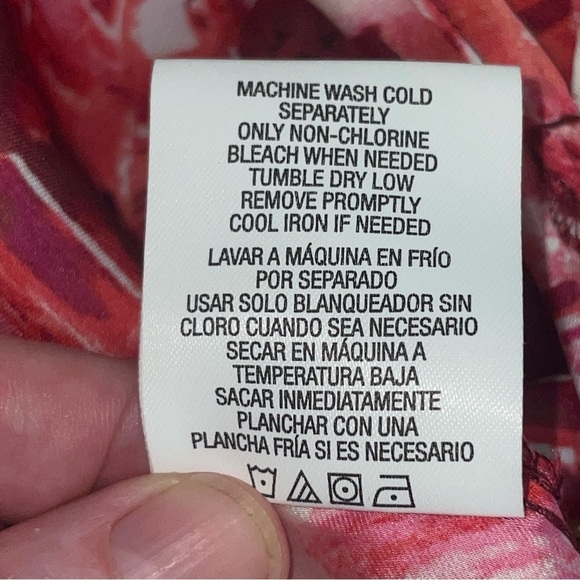 MACHINE WASH COLD
SEPARATELY
ONLY NON-CHLORINE
BLEACH WHEN NEEDED
TUMBLE DRY LOW
REMOVE PROMPTLY
COOL IRON IF NEEDED
LAVAR A MÁQUINA EN FRÍO
POR SEPARADO
USAR SOLO BLANQUEADOR SIN
CLORO CUANDO SEA NECESARIO
SECAR EN MÁQUINA A
TEMPERATURA BAJA
SACAR INMEDIATAMENTE
PLANCHAR CON UNA
PLANCHA FRÍA SI ES NECESARIO